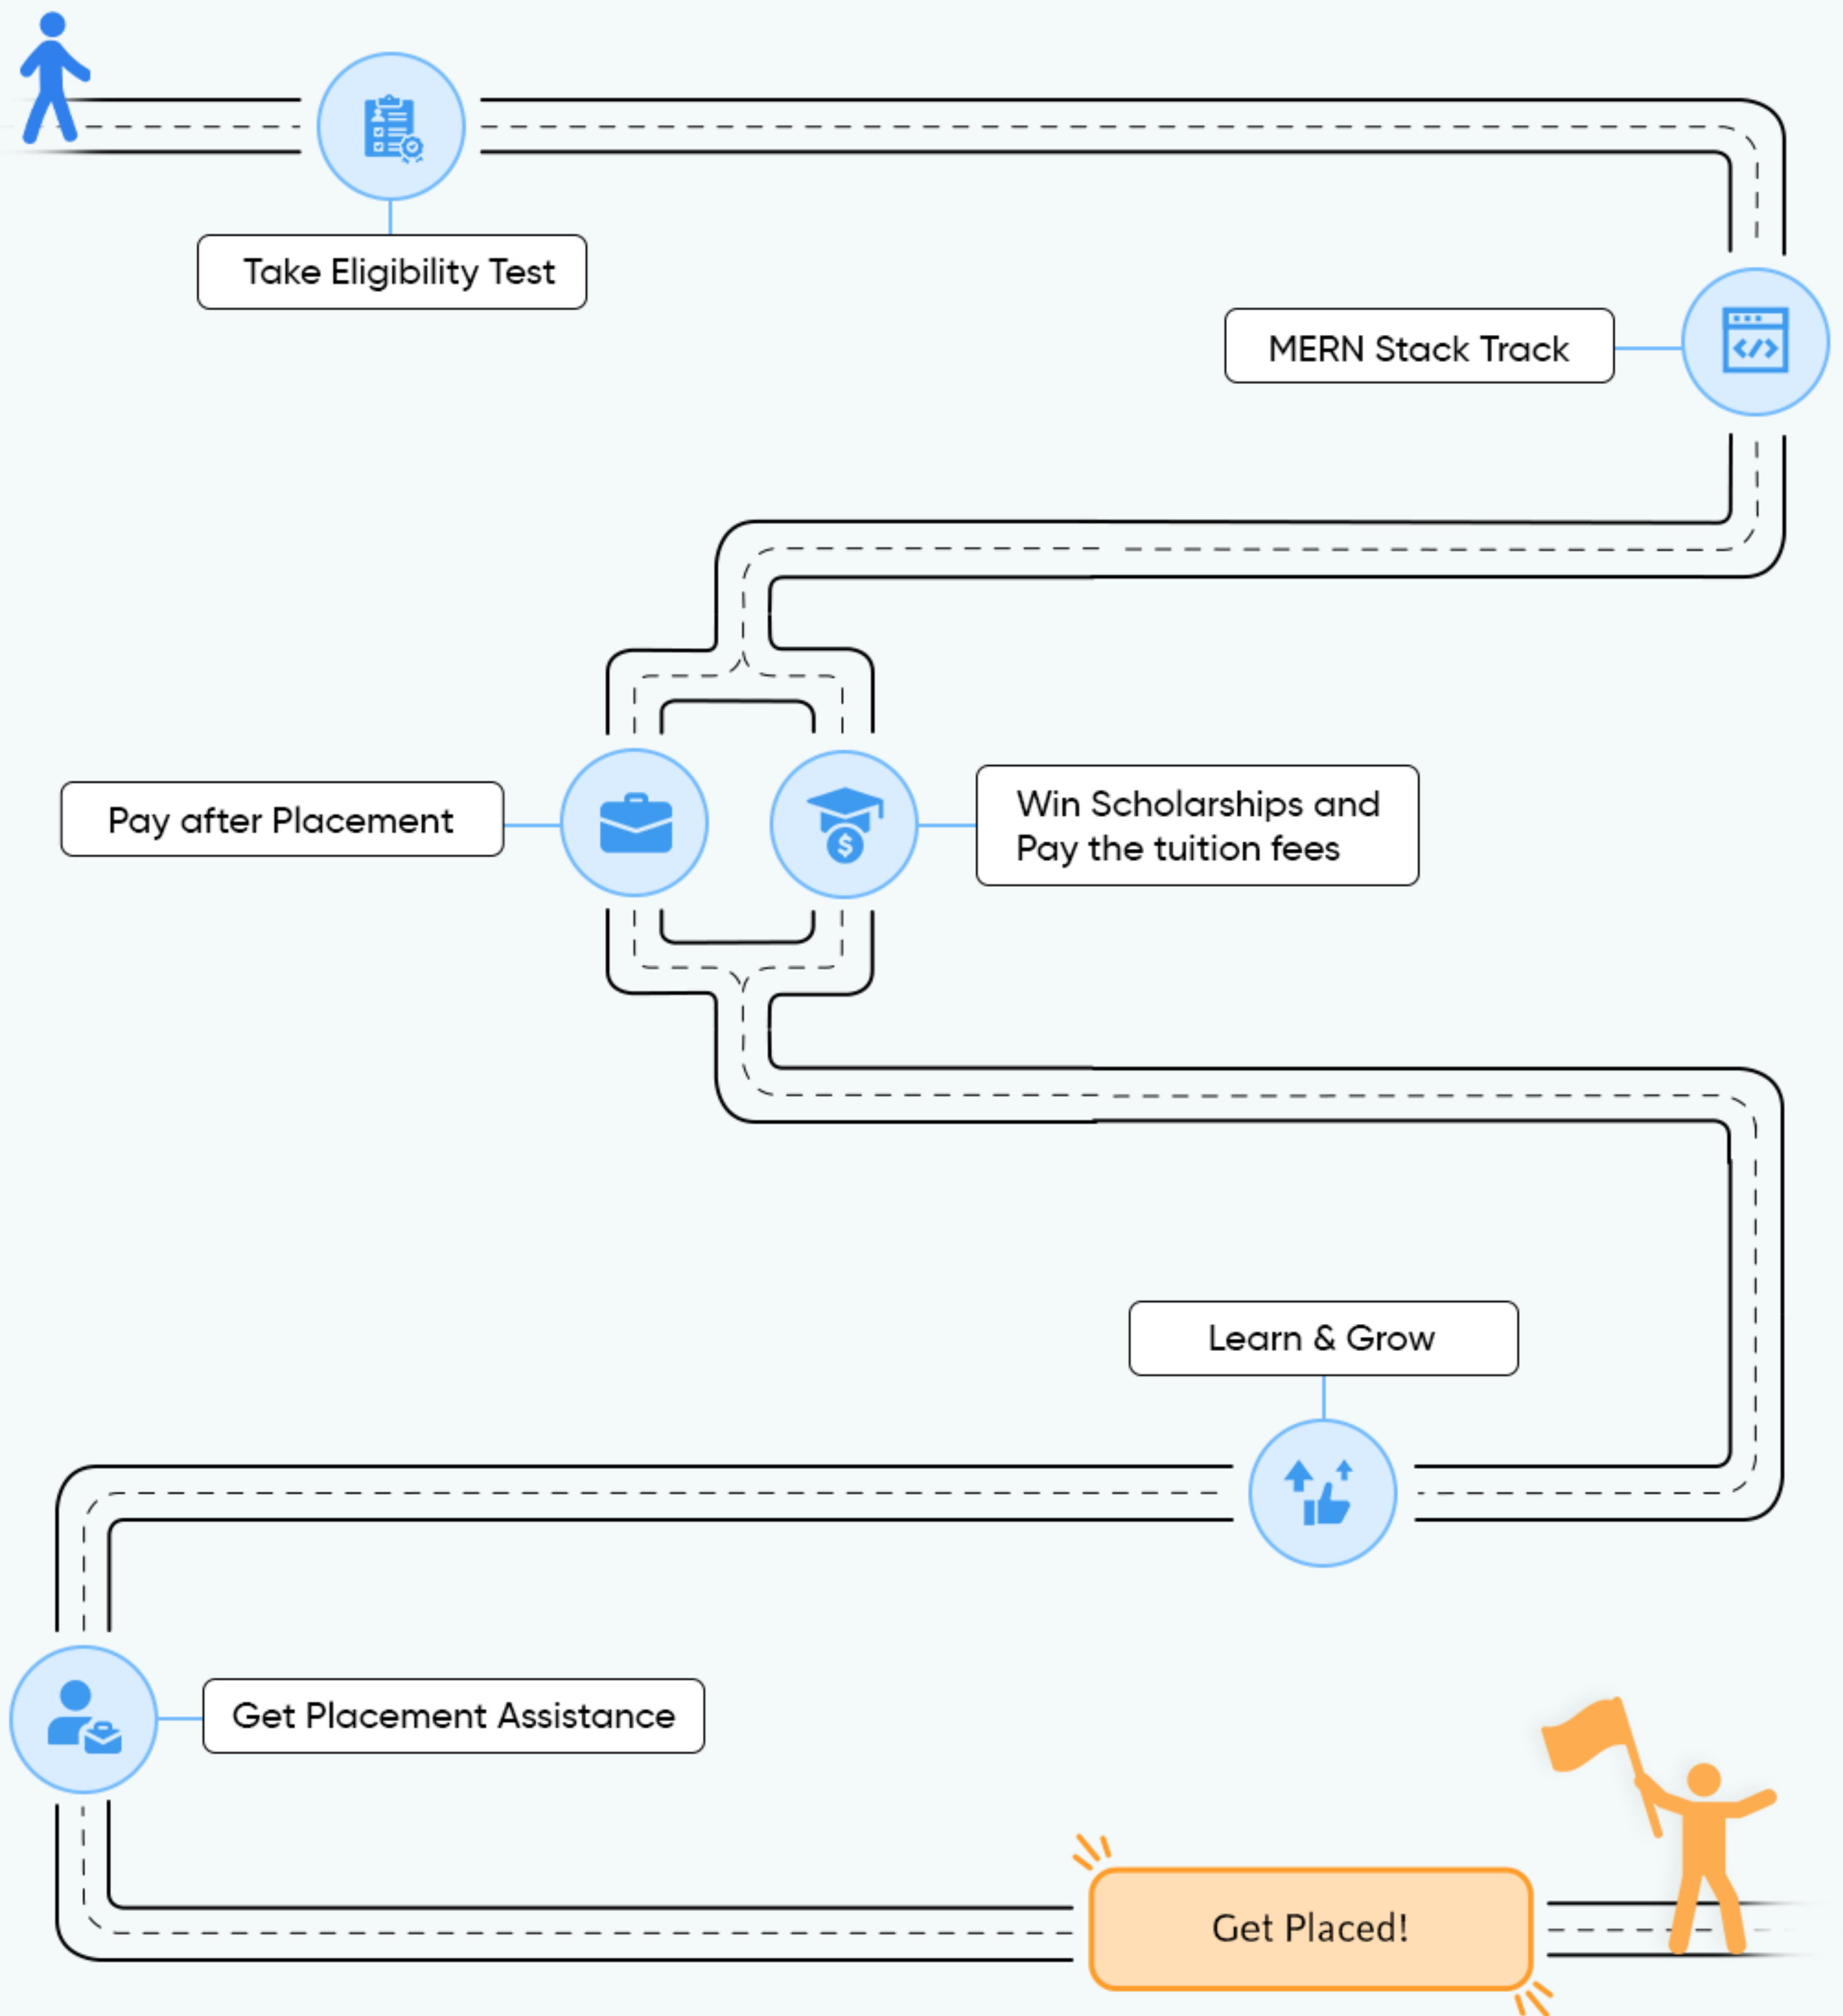 Take Eligibility Test
MERN Stack Track
Pay after Placement
Win Scholarships and
Pay the tuition fees
Learn & Grow
Get Placement Assistance
Get Placed!